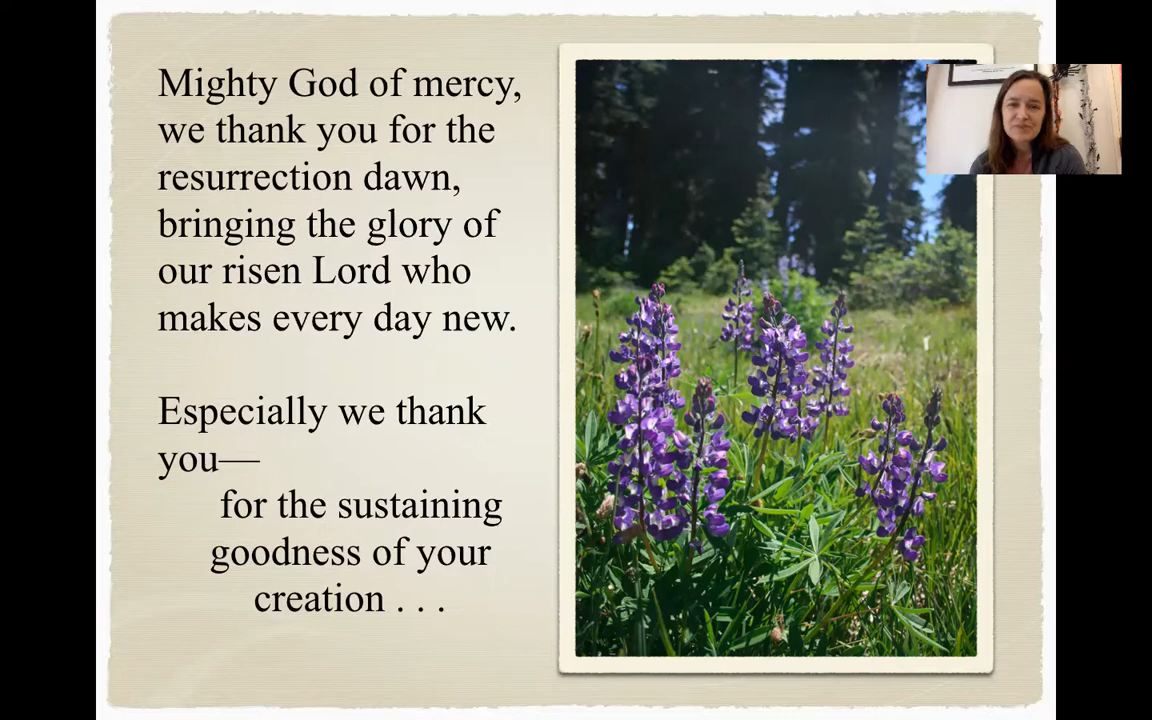 Mighty God of mercy,
we thank you for the
resurrection dawn,
bringing the glory of
our risen Lord who
makes every day new.
Especially we thank
you—
for the sustaining
goodness of your
creation . . .